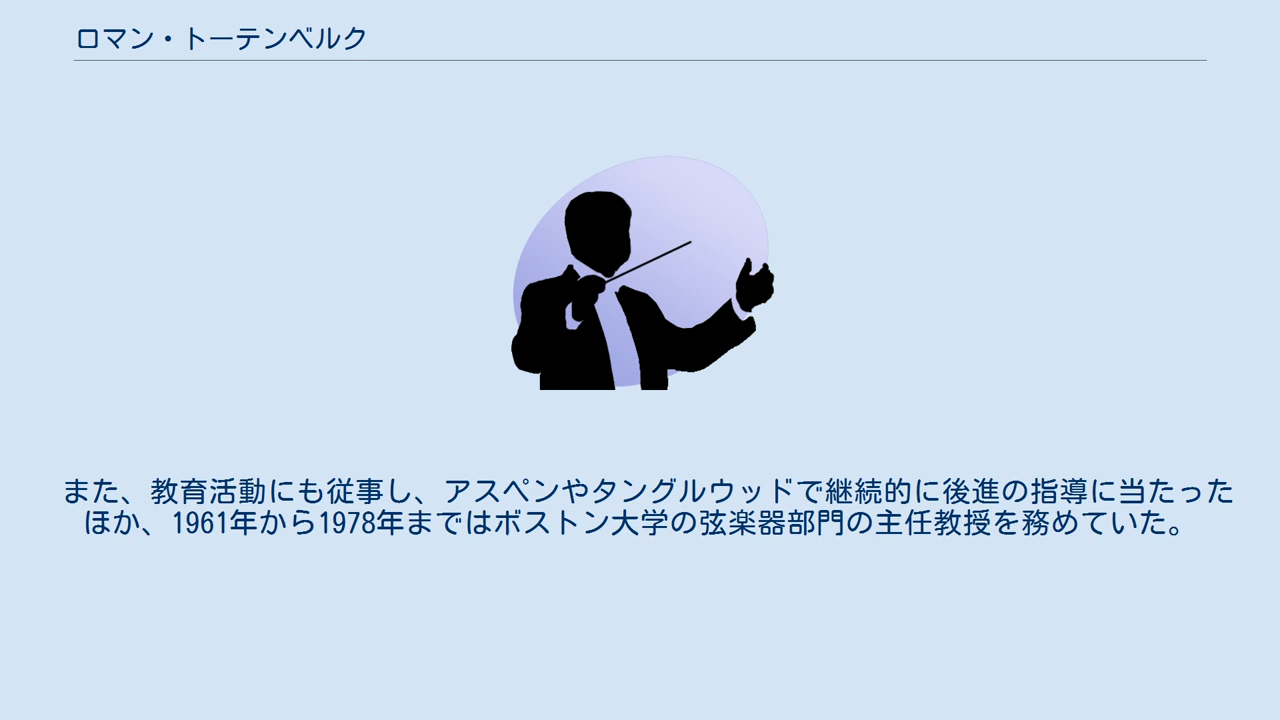 ロマン・トーテンベルク
また、教育活動にも従事し、アスペンやタングルウッドで継続的に後進の指導に当たった
ほか、1961年から1978年まではボストン大学の弦楽器部門の主任教授を務めていた。